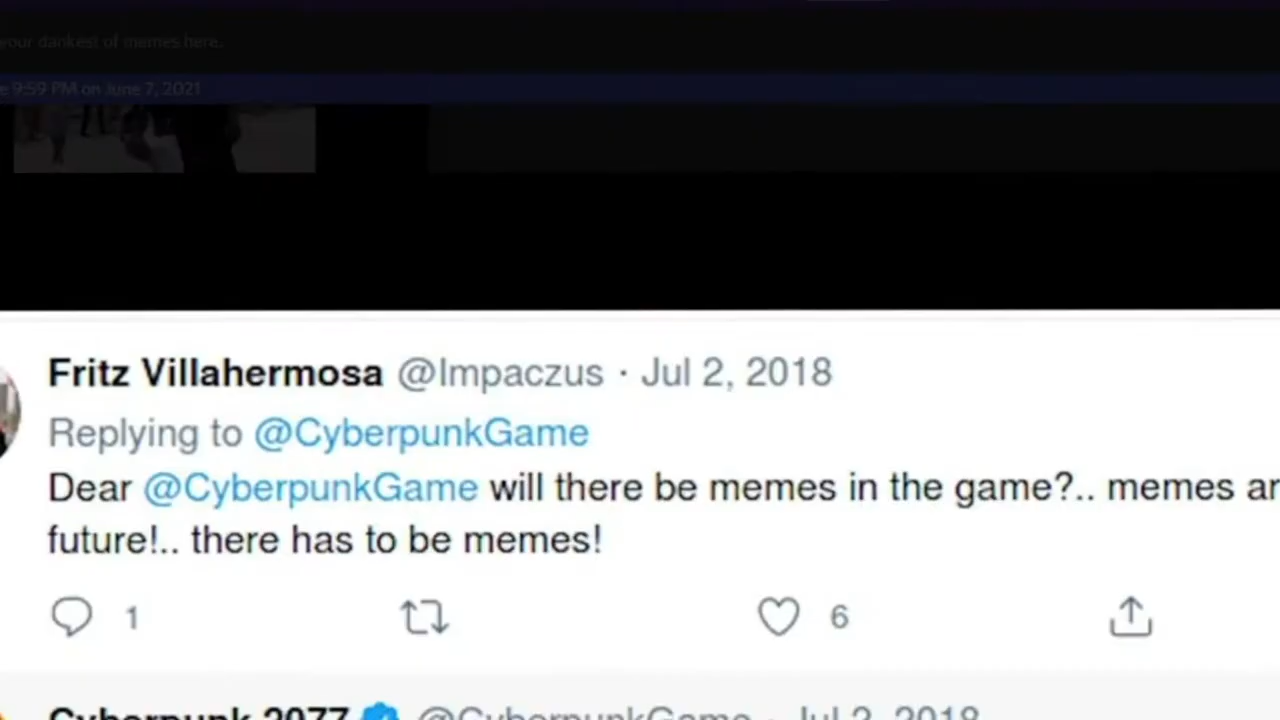 your dankest of memes here.
e 9:59 PM on June 7, 2021
Fritz Villahermosa @Impaczus · Jul 2, 2018
Replying to @CyberpunkGame
Dear @CyberpunkGame will there be memes in the game?.. memes ar
future!.. there has to be memes!
1 6
Cyberpunk 2077 @CyberpunkGame · Jul 2, 2018